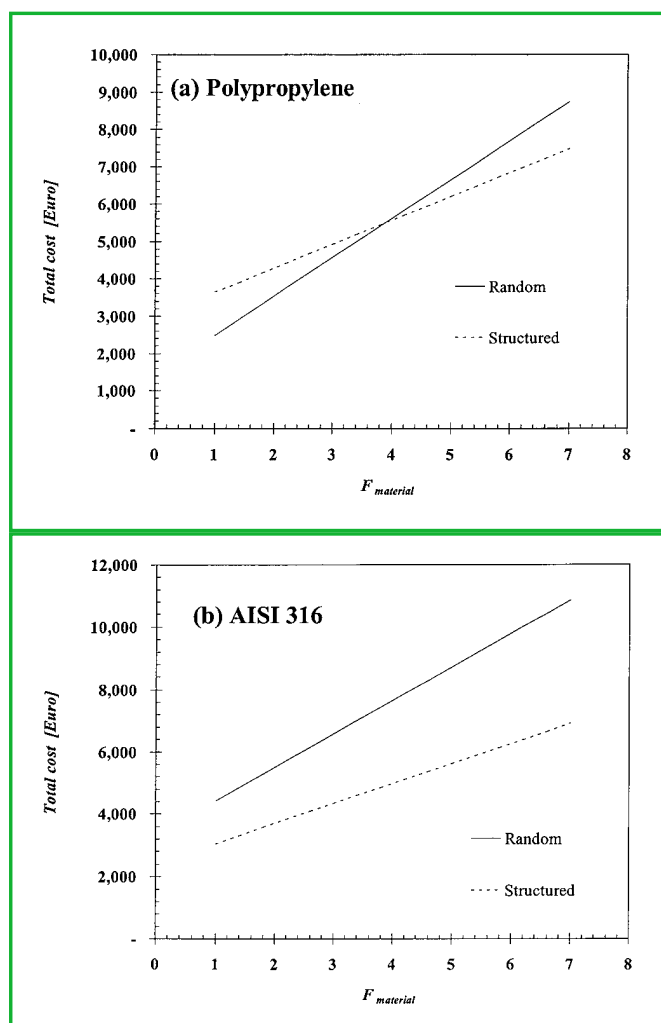 (a) Polypropylene
10,000
9,000
8,000
7,000
6,000
5,000
4,000
3,000
2,000
1,000
-
Total cost [Euro]
Random
Structured
0 1 2 3 4 5 6 7 8
F material
(b) AISI 316
12,000
10,000
8,000
6,000
4,000
2,000
-
Total cost [Euro]
Random
Structured
0 1 2 3 4 5 6 7 8
F material